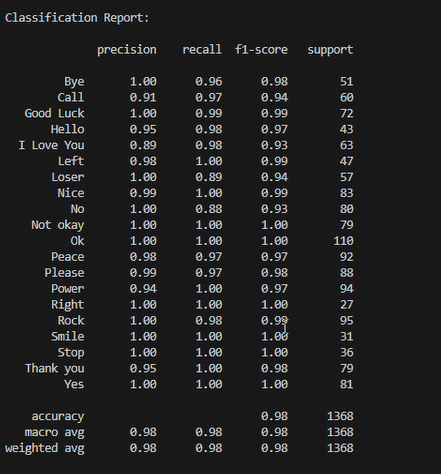 Classification Report:
precision recall f1-score support
Bye 1.00 0.96 0.98 51
Call 0.91 0.97 0.94 60
Good Luck 1.00 0.99 0.99 72
Hello 0.95 0.98 0.97 43
I Love You 0.89 0.98 0.93 63
Left 0.98 1.00 0.99 47
Loser 1.00 0.89 0.94 57
Nice 0.99 1.00 0.99 83
No 1.00 0.88 0.93 80
Not okay 1.00 1.00 1.00 79
Ok 1.00 1.00 1.00 110
Peace 0.98 0.97 0.97 92
Please 0.99 0.97 0.98 88
Power 0.94 1.00 0.97 94
Right 1.00 1.00 1.00 27
Rock 1.00 0.98 0.99 95
Smile 1.00 1.00 1.00 31
Stop 1.00 1.00 1.00 36
Thank you 0.95 1.00 0.98 79
Yes 1.00 1.00 1.00 81
accuracy 0.98 1368
macro avg 0.98 0.98 0.98 1368
weighted avg 0.98 0.98 0.98 1368